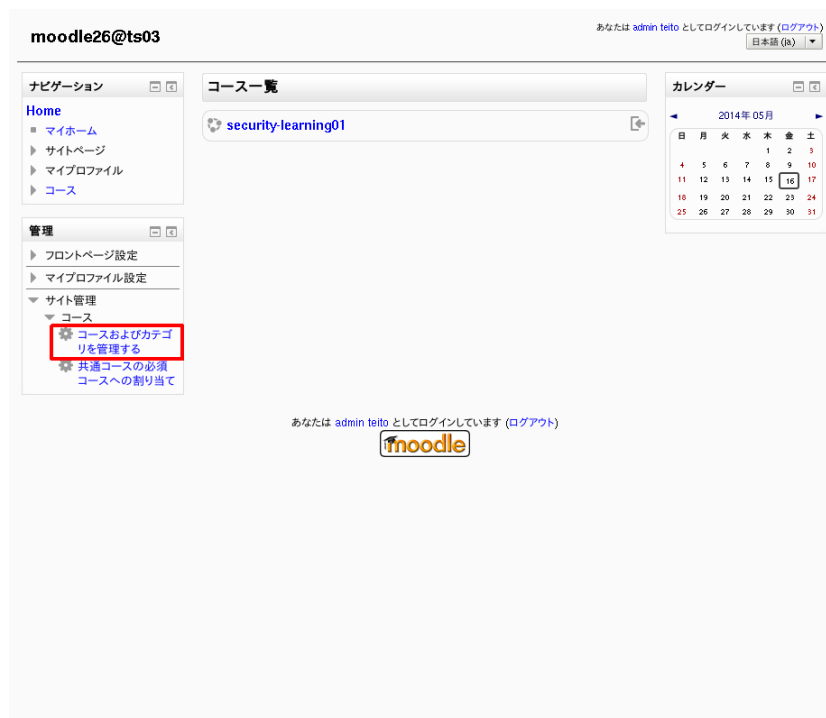 moodle26@ts03
あなたは admin teito としてログインしています (ログアウト)
日本語 (ja)
ナビゲーション
Home
マイホーム
サイトページ
マイプロファイル
コース
管理
フロントページ設定
マイプロファイル設定
サイト管理
コース
コースおよびカテゴ
リを管理する
共通コースの必須
コースへの割り当て
コース一覧
security-learning01
カレンダー
◄ 2014年 05月 ►
日 月 火 水 木 金 土
1 2 3
4 5 6 7 8 9 10
11 12 13 14 15 16 17
18 19 20 21 22 23 24
25 26 27 28 29 30 31
あなたは admin teito としてログインしています (ログアウト)
moodle